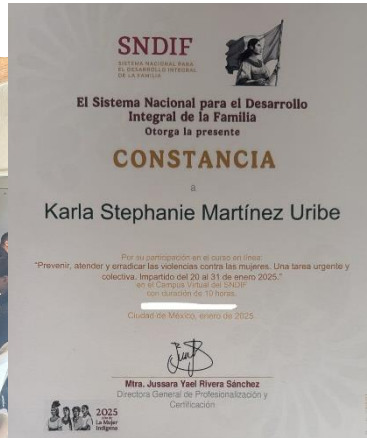 SNDIF
SISTEMA NACIONAL PARA
EL DESARROLLO INTEGRAL
DE LA FAMILIA
El Sistema Nacional para el Desarrollo
Integral de la Familia
Otorga la presente
CONSTANCIA
a
Karla Stephanie Martínez Uribe
Por su participación en el curso en línea:
"Prevenir, atender y erradicar las violencias contra las mujeres. Una tarea urgente y
colectiva. Impartido del 20 al 31 de enero 2025."
en el Campus Virtual del SNDIF
con duración de 10 horas.
Ciudad de México, enero de 2025
Mtra. Jussara Yael Rivera Sánchez
Directora General de Profesionalización y
Certificación
2025
Año de
La Mujer
Indígena